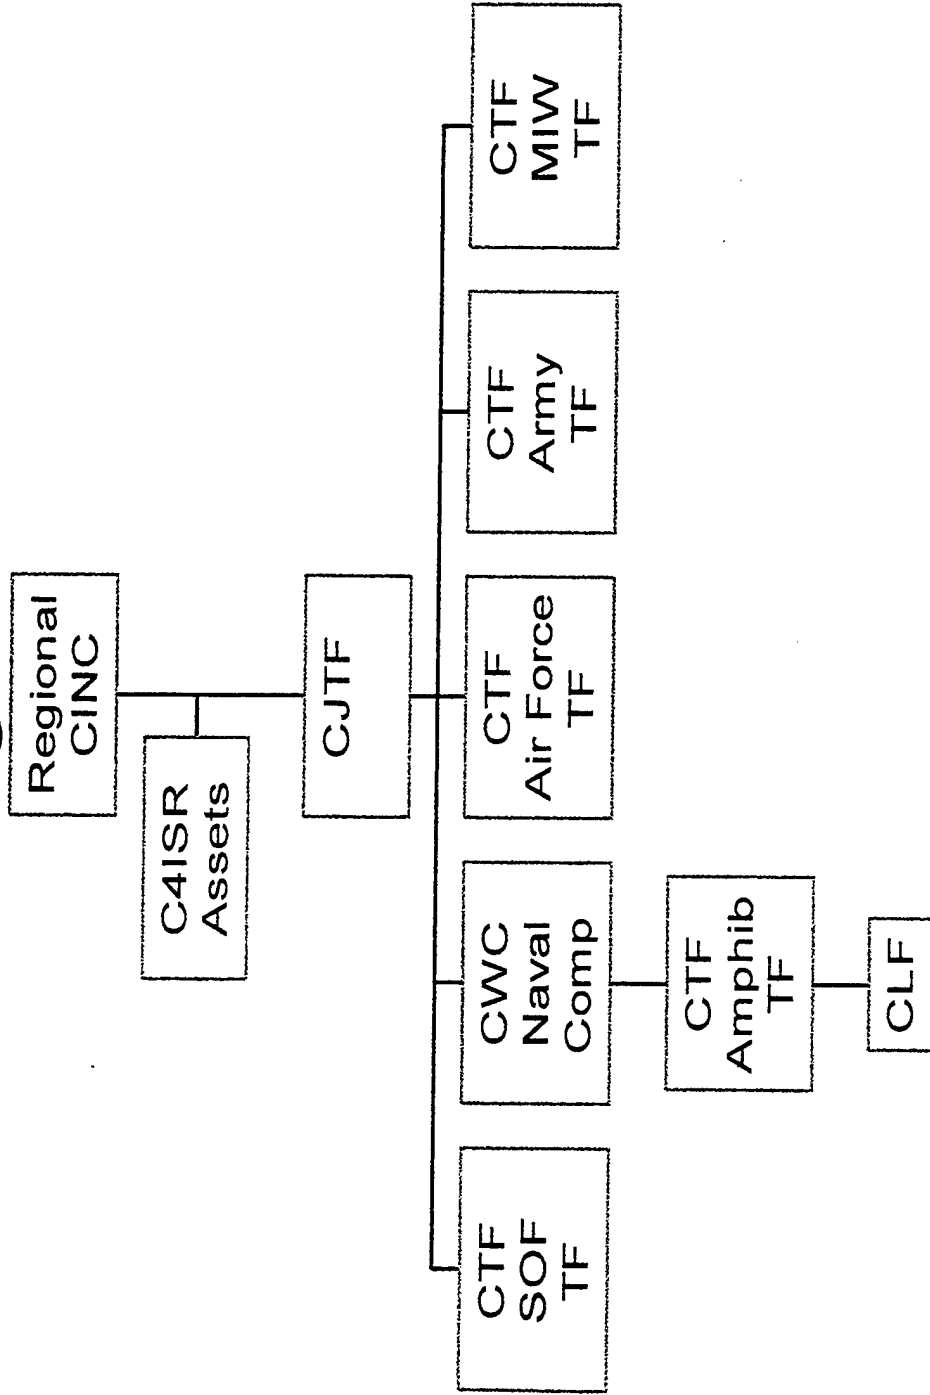 Regional
CINC
C4ISR
Assets
CJTF
CTF
SOF
TF
CWC
Naval
Comp
CTF
Air Force
TF
CTF
Army
TF
CTF
MIW
TF
CTF
Amphib
TF
CLF